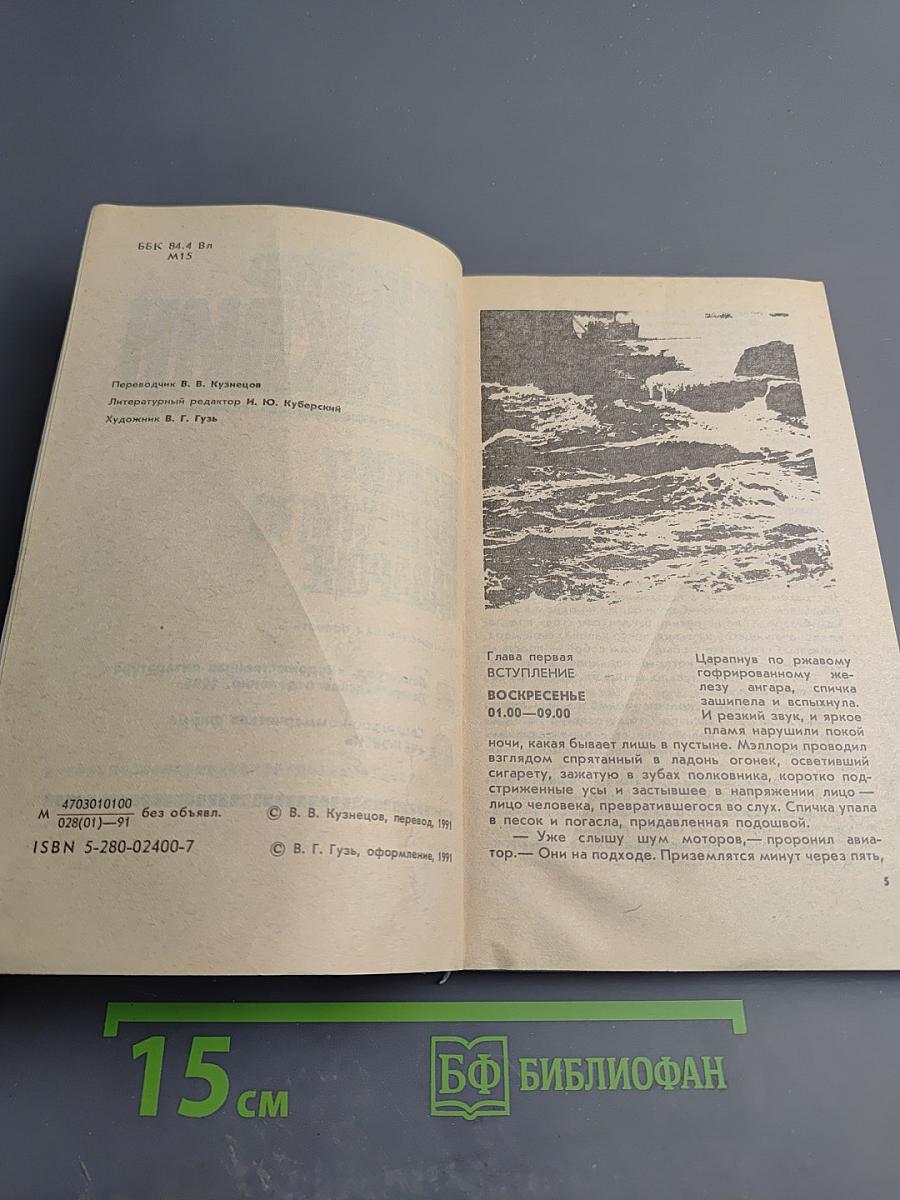 ББК 84.4 Вл
М15
Переводчик В. В. Кузнецов
Литературный редактор И. Ю. Куберский
Художник В. Г. Гузь
М 4703010100
028(01)—91 без объявл.
ISBN 5-280-02400-7
© В. В. Кузнецов, перевод, 1991
© В. Г. Гузь, оформление, 1991
Глава первая
ВСТУПЛЕНИЕ
ВОСКРЕСЕНЬЕ
01.00—09.00
Царапнув по ржавому
гофрированному же-
лезу ангара, спичка
зашипела и вспыхнула.
И резкий звук, и яркое
пламя нарушили покой
ночи, какая бывает лишь в пустыне. Мэллори проводил
взглядом спрятанный в ладонь огонек, осветивший
сигарету, зажатую в зубах полковника, коротко под-
стриженные усы и застывшее в напряжении лицо —
лицо человека, превратившегося во слух. Спичка упала
в песок и погасла, придавленная подошвой.
— Уже слышу шум моторов,— проронил авиа-
тор.— Они на подходе. Приземлятся минут через пять,
5
15 см
БФ БИБЛИОФАН